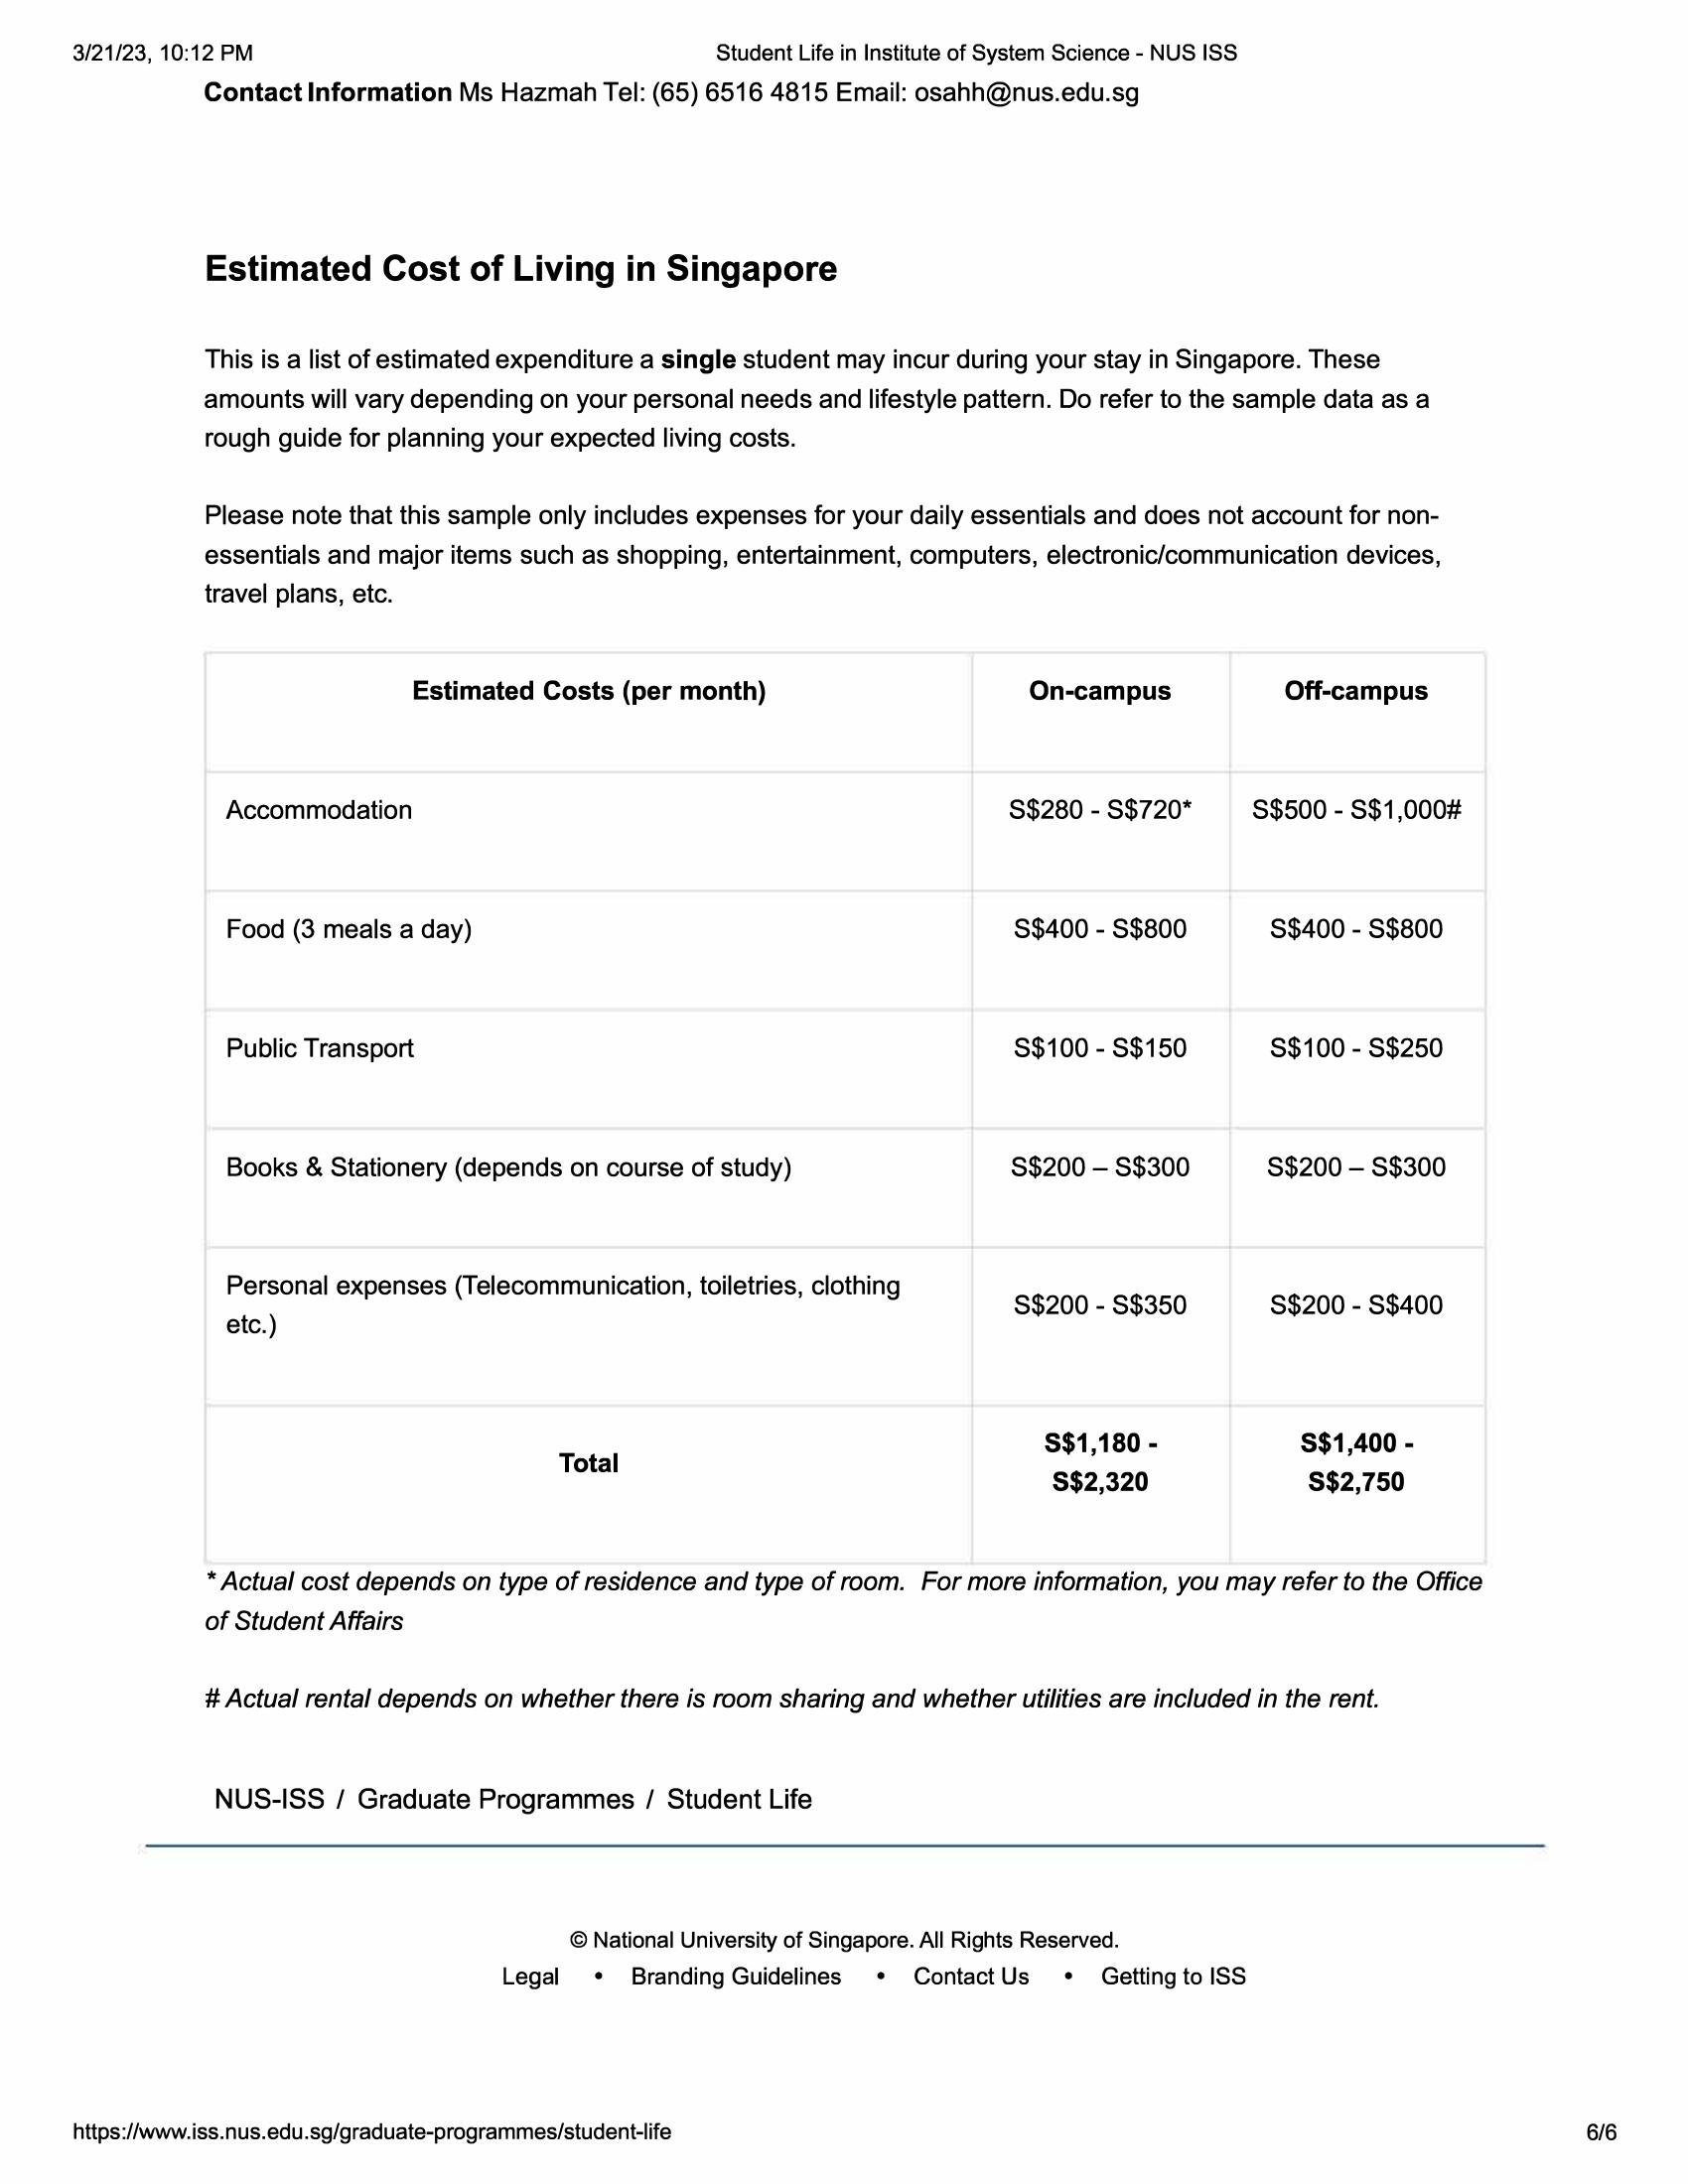 3/21/23, 10:12 PM Student Life in Institute of System Science - NUS ISS
Contact Information Ms Hazmah Tel: (65) 6516 4815 Email: osahh@nus.edu.sg
Estimated Cost of Living in Singapore
This is a list of estimated expenditure a single student may incur during your stay in Singapore. These
amounts will vary depending on your personal needs and lifestyle pattern. Do refer to the sample data as a
rough guide for planning your expected living costs.
Please note that this sample only includes expenses for your daily essentials and does not account for non-
essentials and major items such as shopping, entertainment, computers, electronic/communication devices,
travel plans, etc.
Estimated Costs (per month) On-campus Off-campus
Accommodation S$280 - S$720* S$500 - S$1,000#
Food (3 meals a day) S$400 - S$800 S$400 - S$800
Public Transport S$100 - S$150 S$100 - S$250
Books & Stationery (depends on course of study) S$200 – S$300 S$200 – S$300
Personal expenses (Telecommunication, toiletries, clothing
etc.) S$200 - S$350 S$200 - S$400
Total S$1,180 - S$1,400 -
S$2,320 S$2,750
* Actual cost depends on type of residence and type of room. For more information, you may refer to the Office
of Student Affairs
# Actual rental depends on whether there is room sharing and whether utilities are included in the rent.
NUS-ISS / Graduate Programmes / Student Life
© National University of Singapore. All Rights Reserved.
Legal • Branding Guidelines • Contact Us • Getting to ISS
https://www.iss.nus.edu.sg/graduate-programmes/student-life 6/6